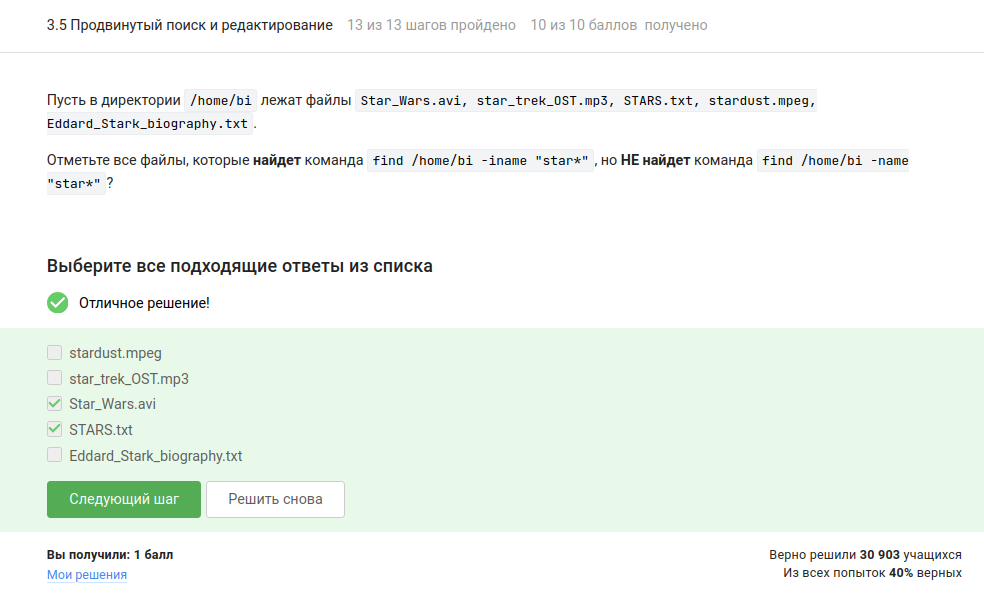 3.5 Продвинутый поиск и редактирование 13 из 13 шагов пройдено 10 из 10 баллов получено
Пусть в директории /home/bi лежат файлы Star_Wars.avi, star_trek_OST.mp3, STARS.txt, stardust.mpeg,
Eddard_Stark_biography.txt .
Отметьте все файлы, которые найдет команда find /home/bi -iname "star*" , но НЕ найдет команда find /home/bi -name
"star*" ?
Выберите все подходящие ответы из списка
Отличное решение!
stardust.mpeg
star_trek_OST.mp3
Star_Wars.avi
STARS.txt
Eddard_Stark_biography.txt
Следующий шаг Решить снова
Вы получили: 1 балл Верно решили 30 903 учащихся
Мои решения Из всех попыток 40% верных